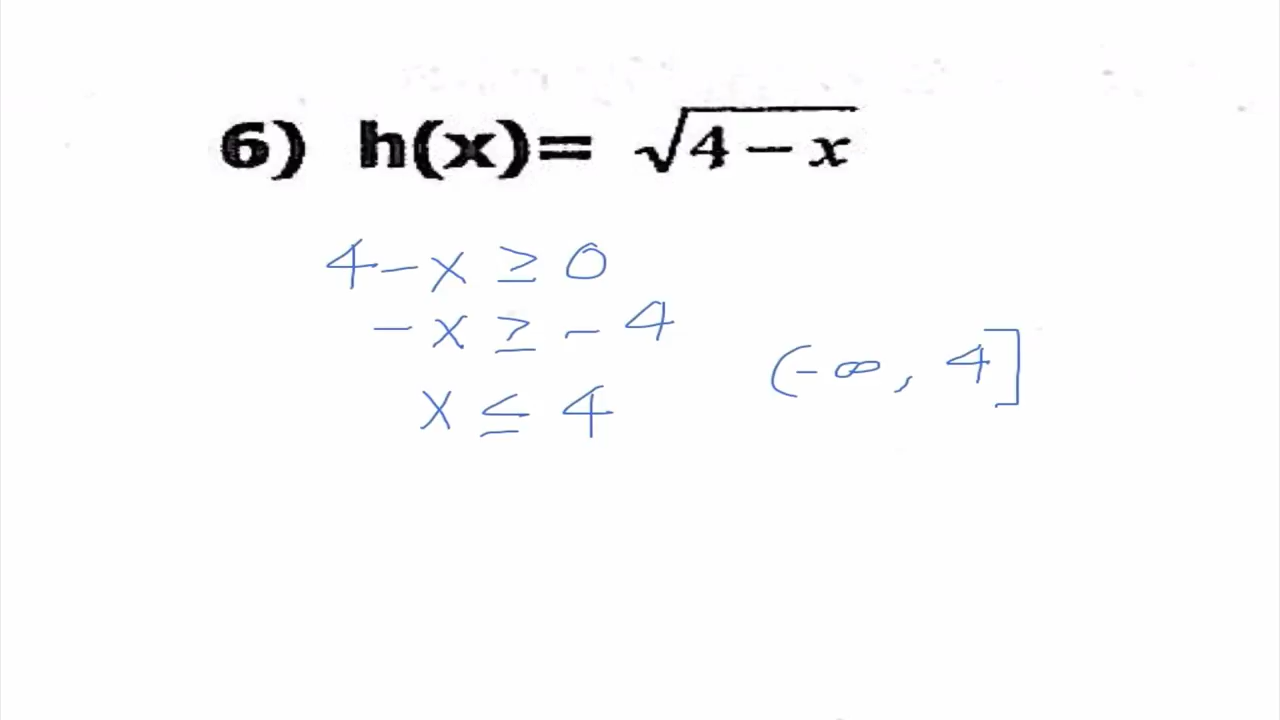 6) h(x)= √4 – x
4 - x ≥ 0
- x ≥ - 4
x ≤ 4
(-∞, 4]